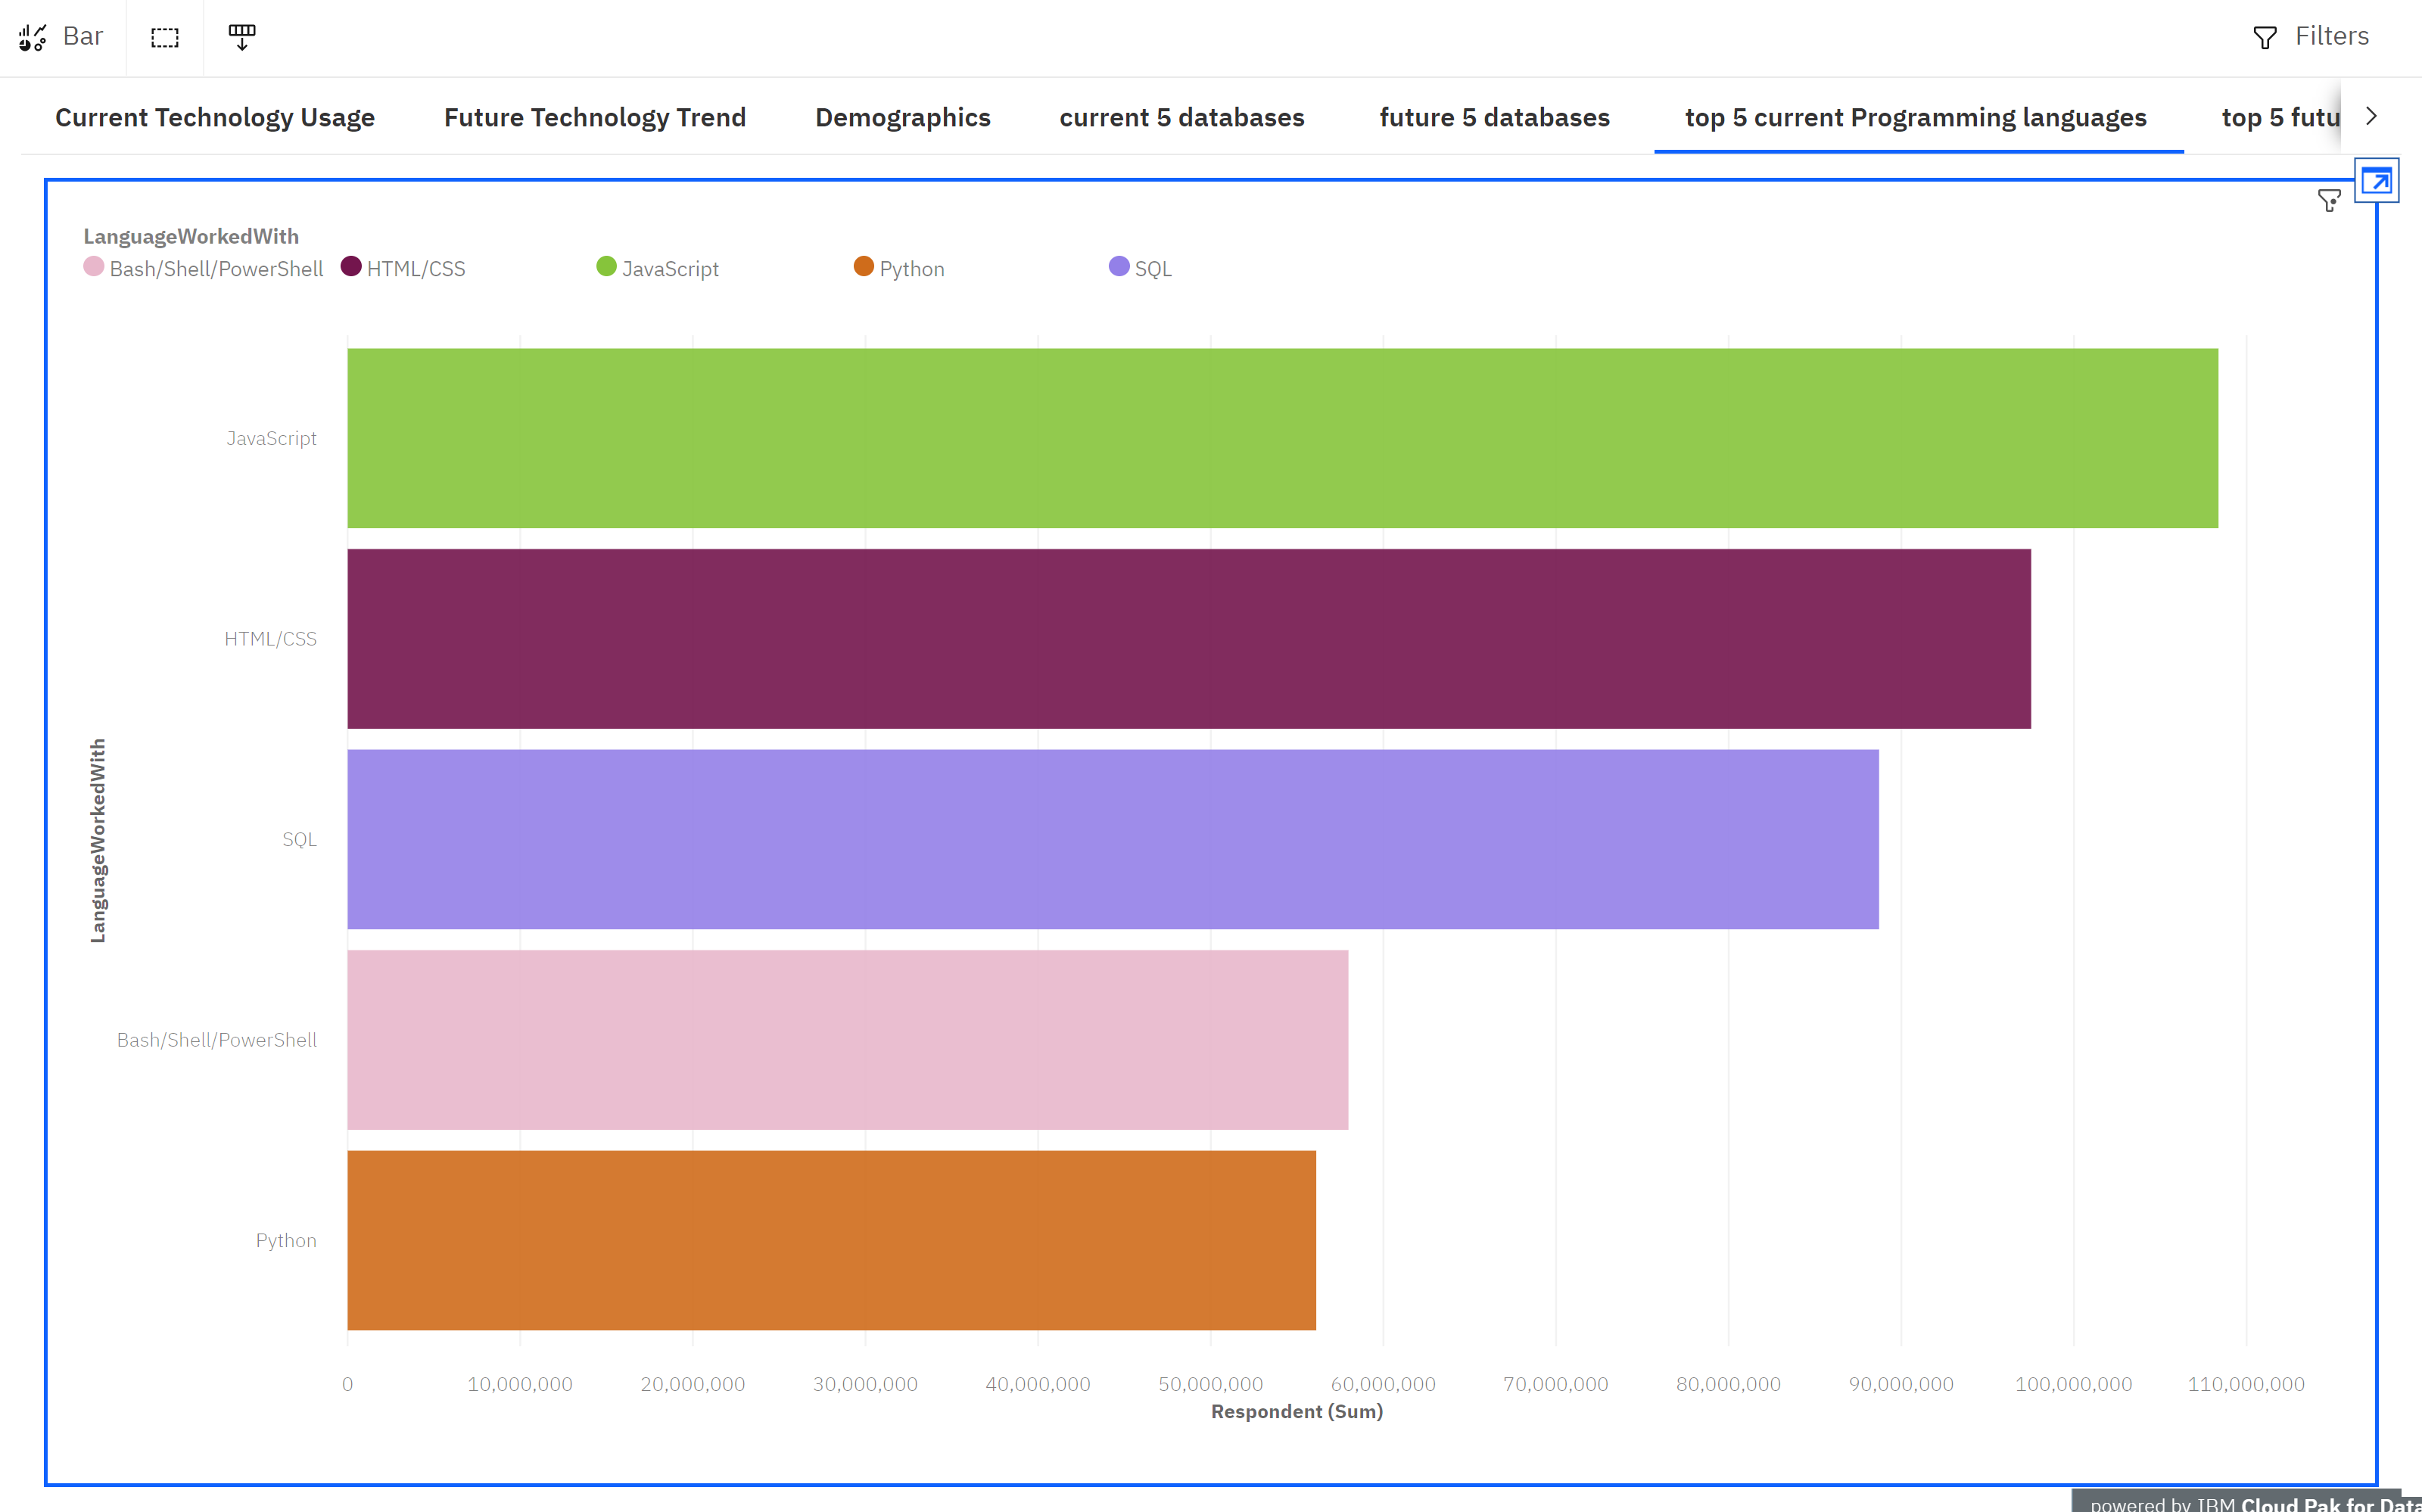 Bar
Filters
Current Technology Usage
Future Technology Trend
Demographics
current 5 databases
future 5 databases
top 5 current Programming languages
top 5 futu
LanguageWorkedWith
Bash/Shell/PowerShell
HTML/CSS
JavaScript
Python
SQL
LanguageWorkedWith
JavaScript
HTML/CSS
SQL
Bash/Shell/PowerShell
Python
0
10,000,000
20,000,000
30,000,000
40,000,000
50,000,000
60,000,000
70,000,000
80,000,000
90,000,000
100,000,000
110,000,000
Respondent (Sum)
powered by IBM Cloud Pak for Data